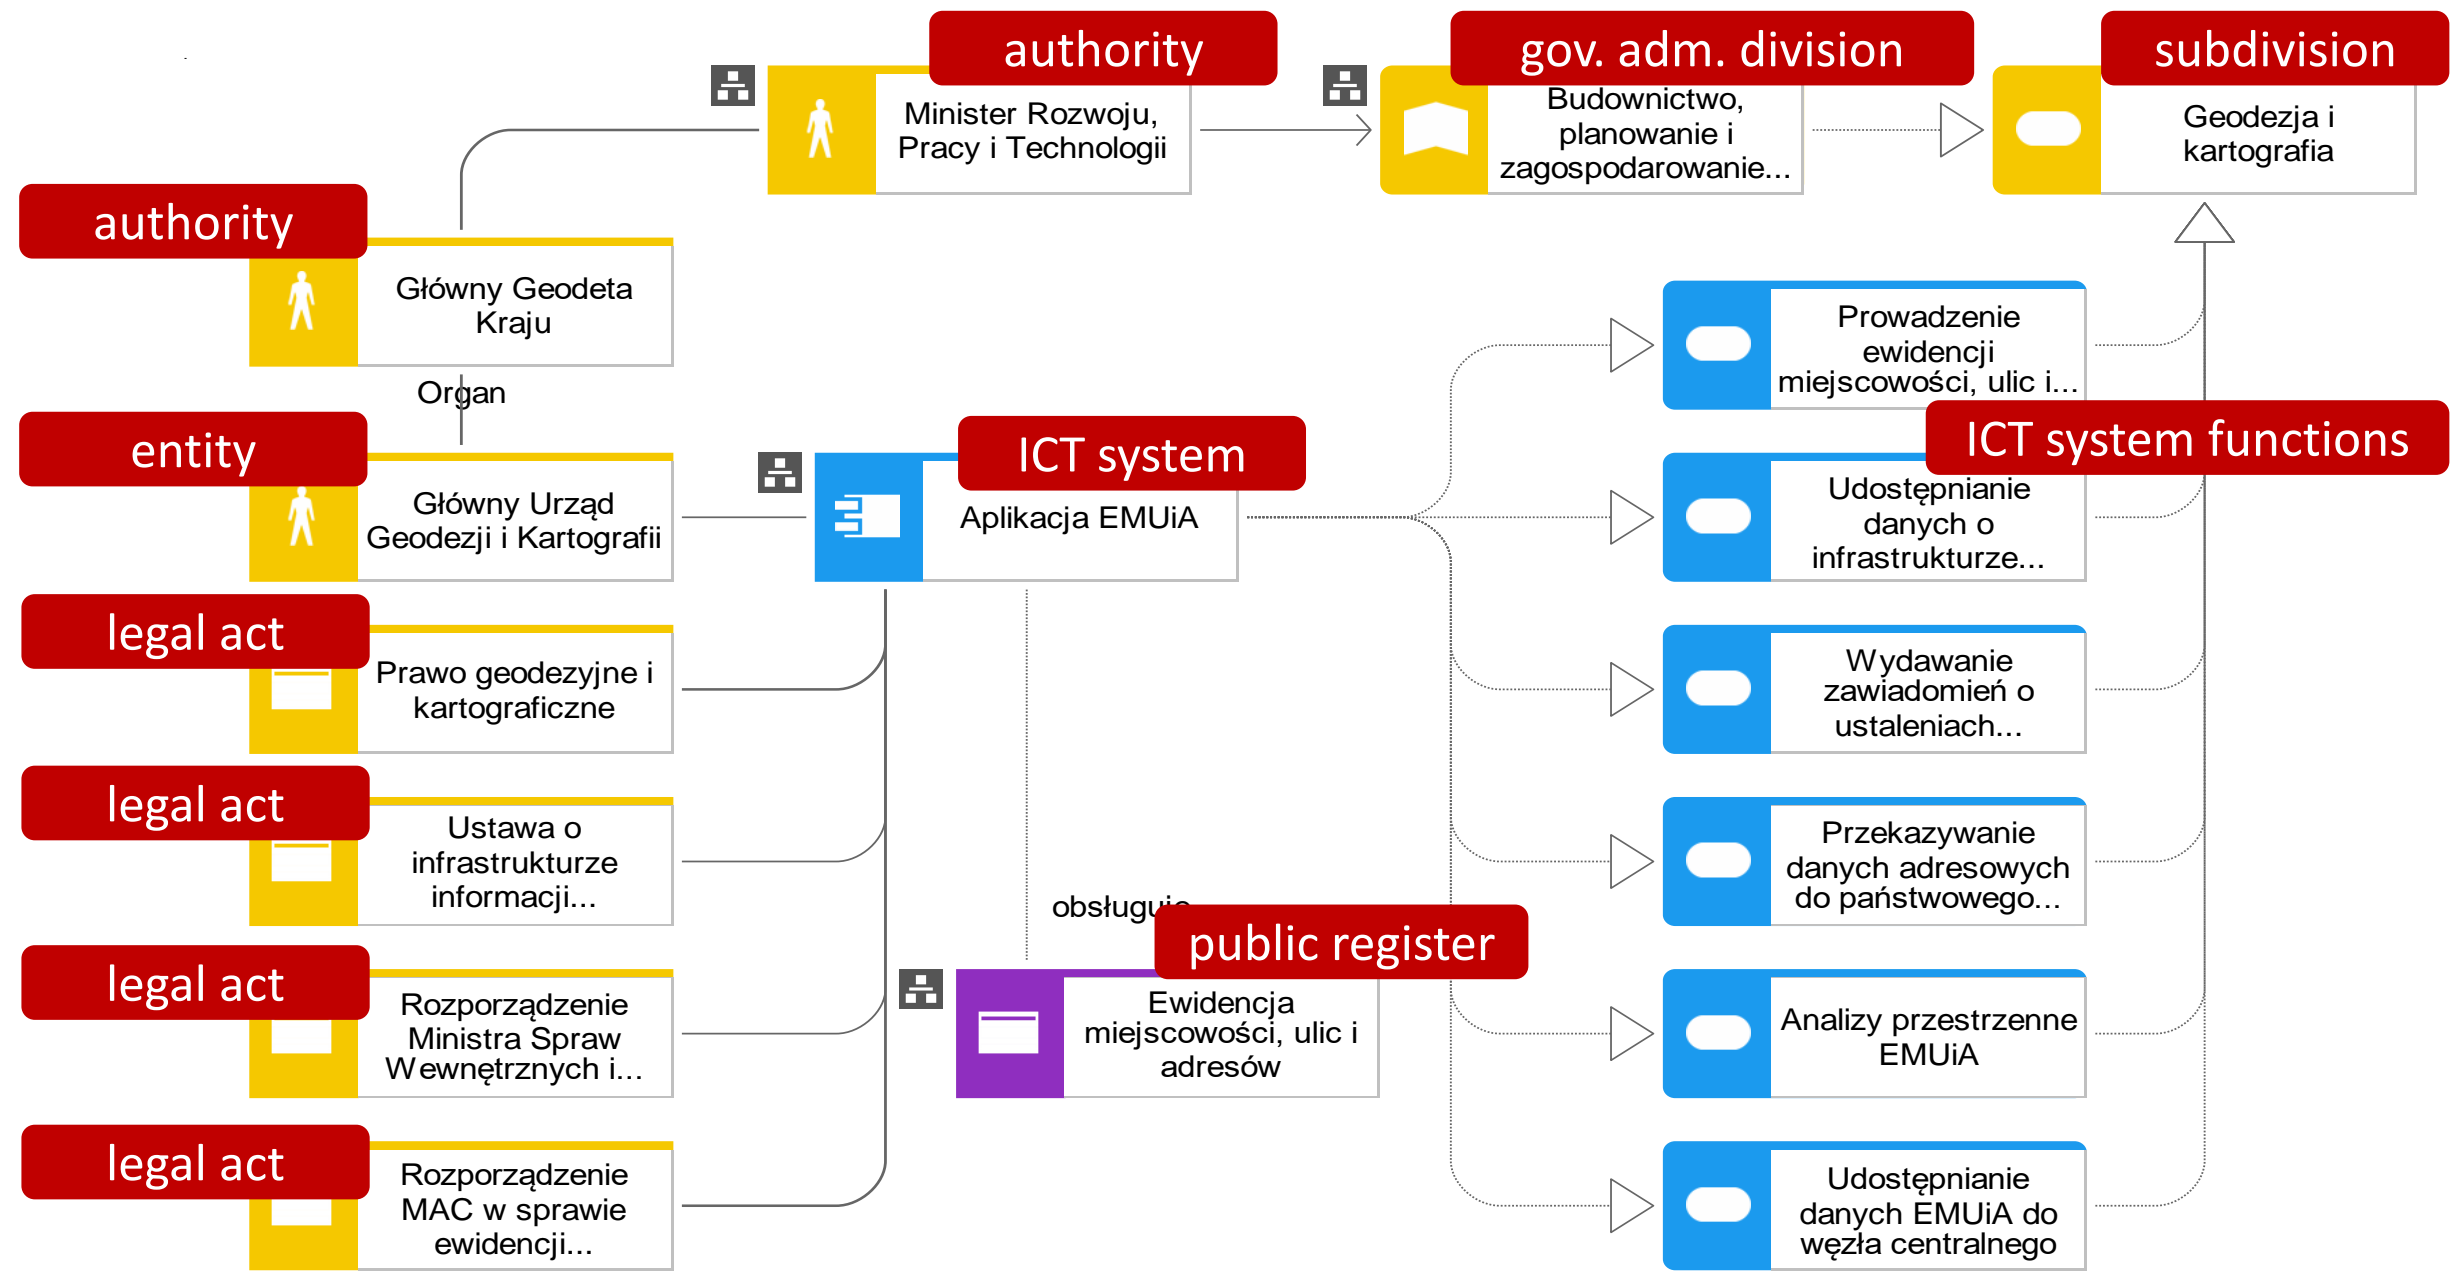 authority
Minister Rozwoju,
Pracy i Technologii
gov. adm. division
Budownictwo,
planowanie i
zagospodarowanie...
subdivision
Geodezja i
kartografia
authority
Główny Geodeta
Kraju
Organ
entity
Główny Urząd
Geodezji i Kartografii
ICT system
Aplikacja EMUiA
legal act
Prawo geodezyjne i
kartograficzne
legal act
Ustawa o
infrastrukturze
informacji...
legal act
Rozporządzenie
Ministra Spraw
Wewnętrznych i...
legal act
Rozporządzenie
MAC w sprawie
ewidencji...
obsługuje
public register
Ewidencja
miejscowości, ulic i
adresów
Prowadzenie
ewidencji
miejscowości, ulic i...
ICT system functions
Udostępnianie
danych o
infrastrukturze...
Wydawanie
zawiadomień o
ustaleniach...
Przekazywanie
danych adresowych
do państwowego...
Analizy przestrzenne
EMUiA
Udostępnianie
danych EMUiA do
węzła centralnego